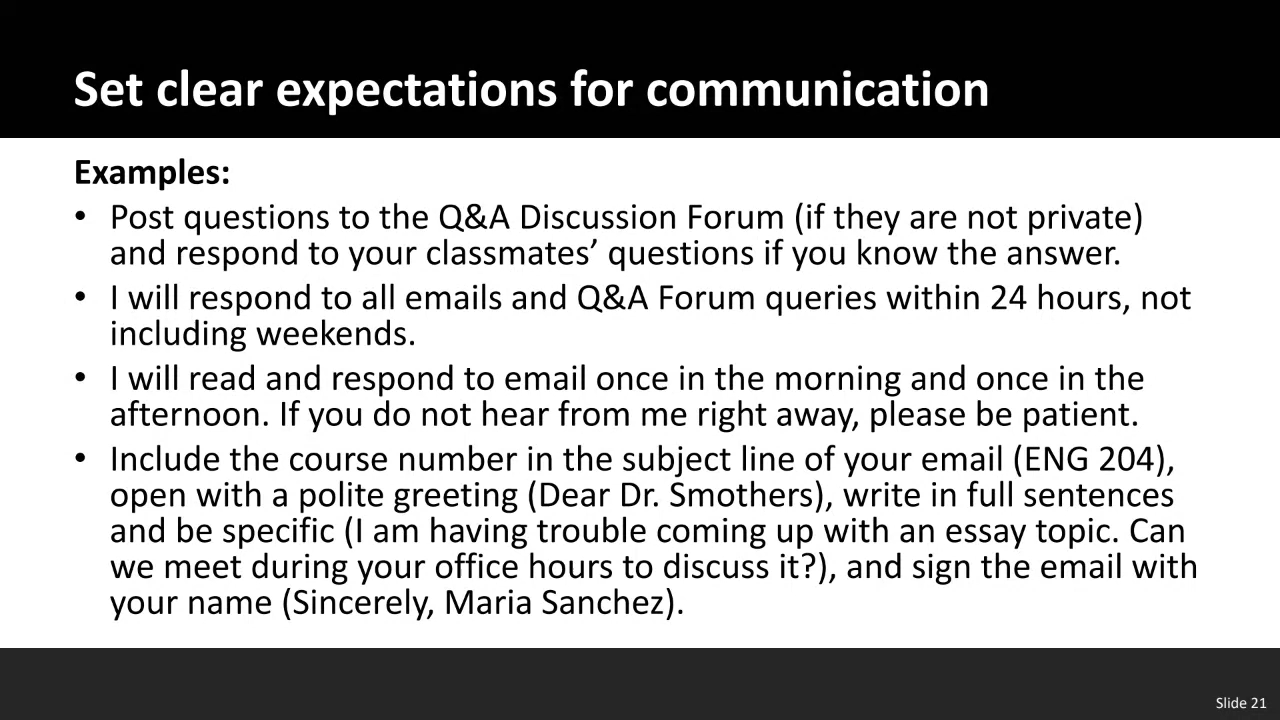 Set clear expectations for communication
Examples:
• Post questions to the Q&A Discussion Forum (if they are not private)
and respond to your classmates’ questions if you know the answer.
• I will respond to all emails and Q&A Forum queries within 24 hours, not
including weekends.
• I will read and respond to email once in the morning and once in the
afternoon. If you do not hear from me right away, please be patient.
• Include the course number in the subject line of your email (ENG 204),
open with a polite greeting (Dear Dr. Smothers), write in full sentences
and be specific (I am having trouble coming up with an essay topic. Can
we meet during your office hours to discuss it?), and sign the email with
your name (Sincerely, Maria Sanchez).
Slide 21